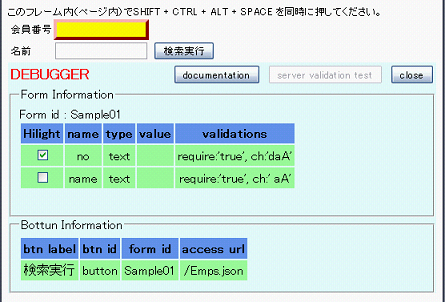 このフレーム内(ページ内)でSHIFT + CTRL + ALT + SPACE を同時に押してください。
会員番号
名前 検索実行
DEBUGGER documentation server validation test close
Form Information
Form id : Sample01
Hilight name type value validations
no text require:'true', ch:'daA'
name text require:'true', ch:' aA'
Bottun Information
btn label btn id form id access url
検索実行 button Sample01 /Emps.json